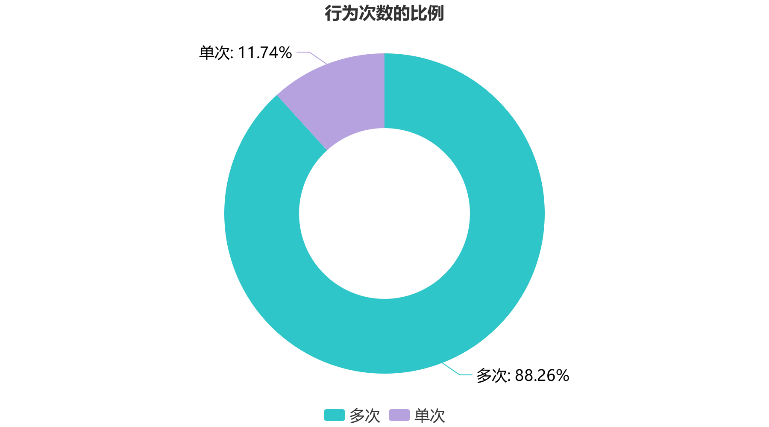 行为次数的比例
单次: 11.74%
多次: 88.26%
多次
单次